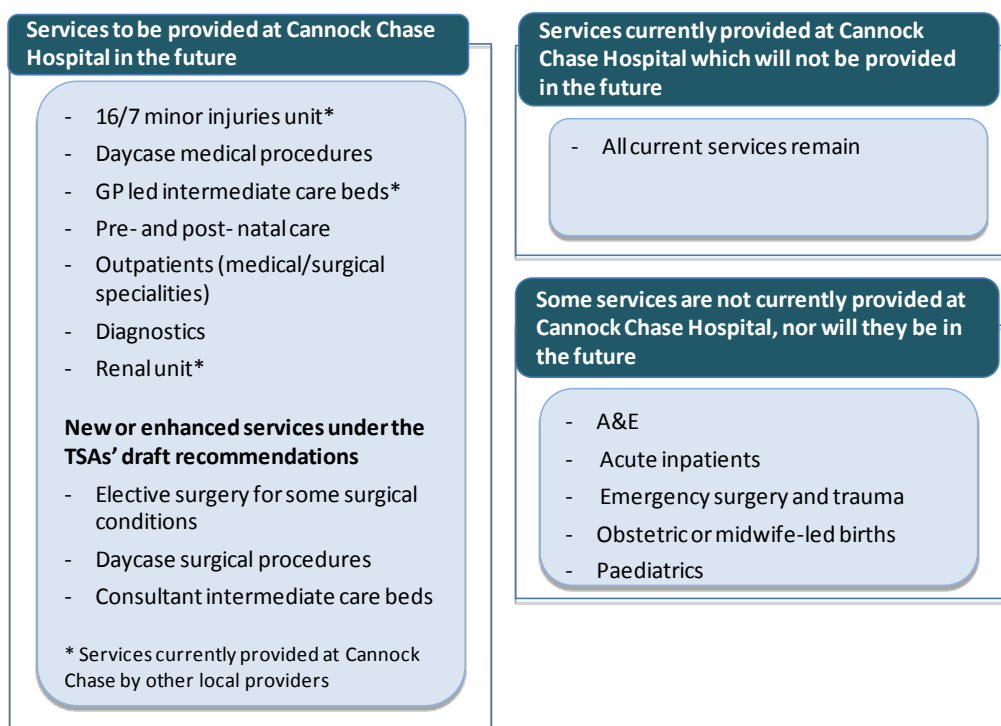 Services to be provided at Cannock Chase
Hospital in the future
- 16/7 minor injuries unit*
- Daycase medical procedures
- GP led intermediate care beds*
- Pre- and post- natal care
- Outpatients (medical/surgical
specialities)
- Diagnostics
- Renal unit*
New or enhanced services under the
TSAs' draft recommendations
- Elective surgery for some surgical
conditions
- Daycase surgical procedures
- Consultant intermediate care beds
* Services currently provided at Cannock
Chase by other local providers
Services currently provided at Cannock
Chase Hospital which will not be provided
in the future
- All current services remain
Some services are not currently provided at
Cannock Chase Hospital, nor will they be in
the future
- A&E
- Acute inpatients
- Emergency surgery and trauma
- Obstetric or midwife-led births
- Paediatrics